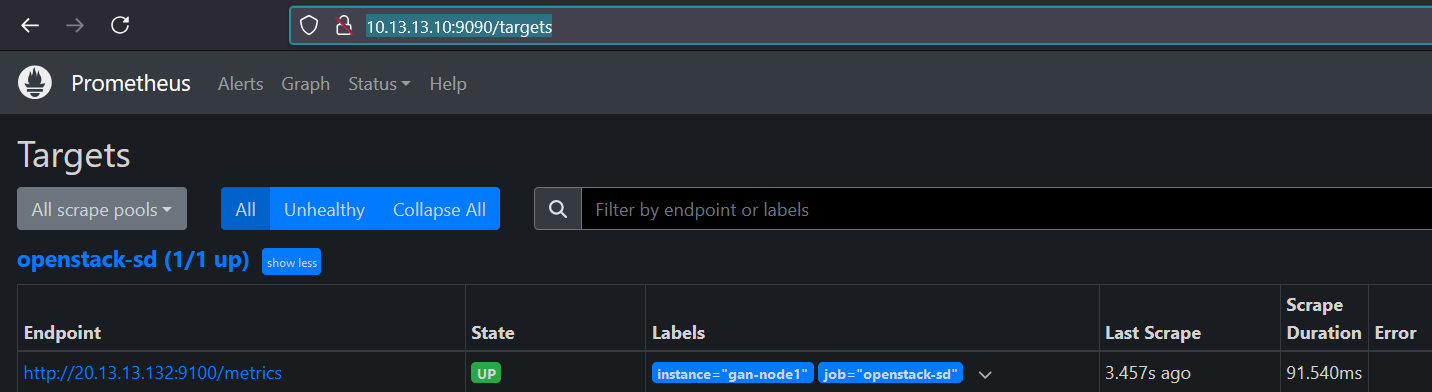 10.13.13.10:9090/targets
Prometheus Alerts Graph Status Help
Targets
All scrape pools All Unhealthy Collapse All Filter by endpoint or labels
openstack-sd (1/1 up) show less
Endpoint State Labels Last Scrape Scrape Duration Error
http://20.13.13.132:9100/metrics UP instance="gan-node1" job="openstack-sd" 3.457s ago 91.540ms